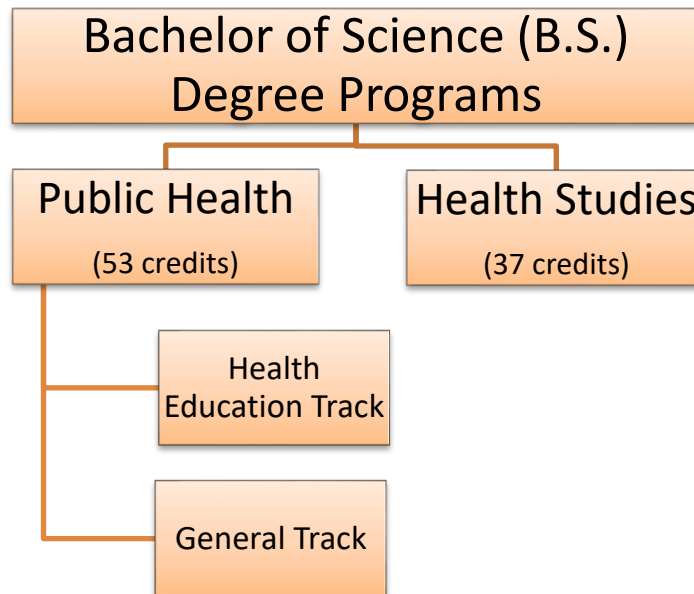 Bachelor of Science (B.S.)
Degree Programs
Public Health
(53 credits)
Health Studies
(37 credits)
Health
Education Track
General Track